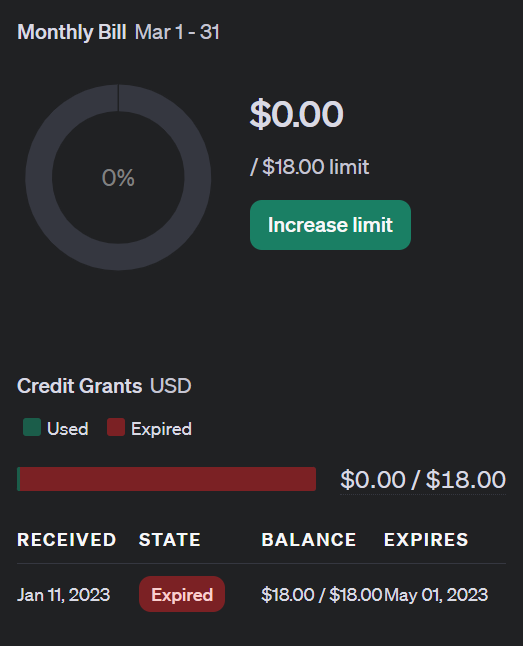 Monthly Bill Mar 1 - 31
0%
$0.00
/ $18.00 limit
Increase limit
Credit Grants USD
Used Expired
$0.00 / $18.00
RECEIVED STATE BALANCE EXPIRES
Jan 11, 2023 Expired $18.00 / $18.00 May 01, 2023